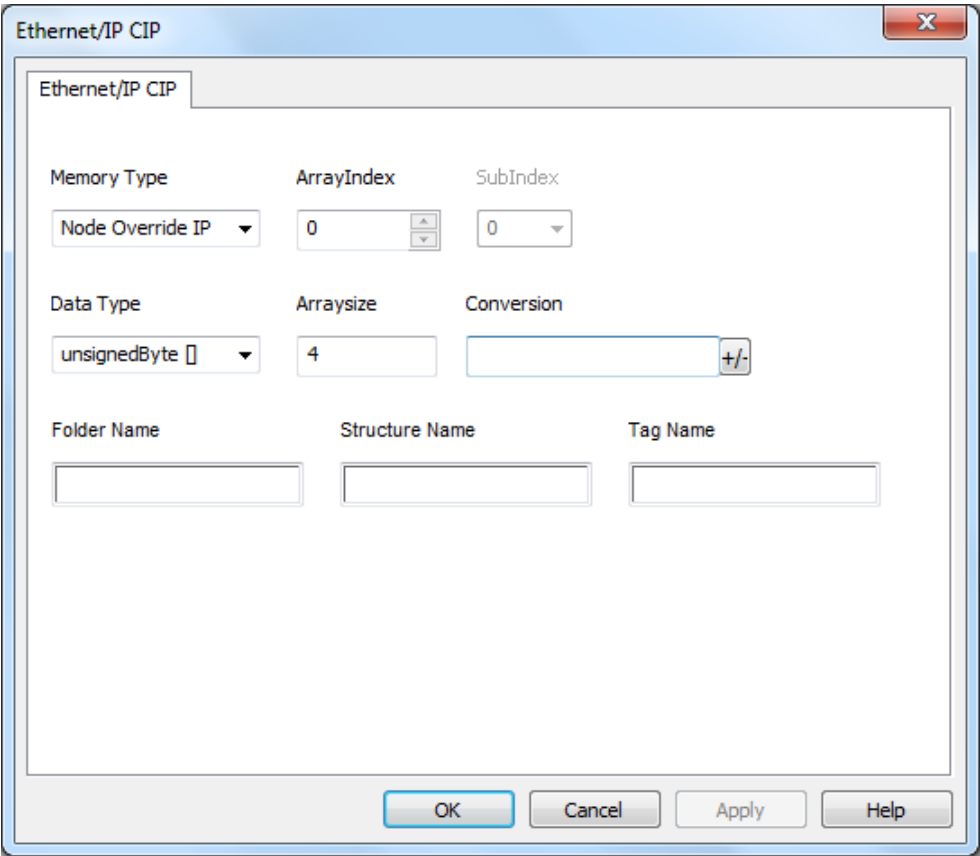 Ethernet/IP CIP
Ethernet/IP CIP
Memory Type ArrayIndex SubIndex
Node Override IP 0 0
Data Type Arraysize Conversion
unsignedByte [] 4 +/-
Folder Name Structure Name Tag Name
OK Cancel Apply Help